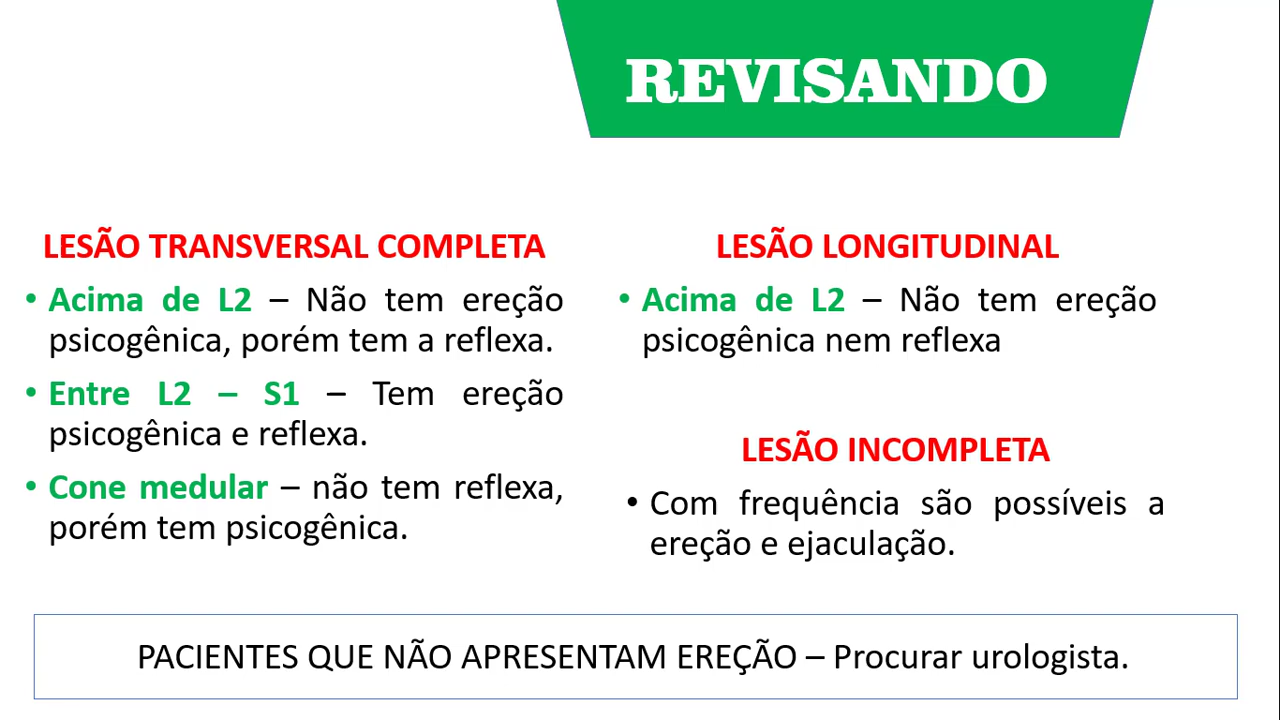 REVISANDO
LESÃO TRANSVERSAL COMPLETA
• Acima de L2 – Não tem ereção
psicogênica, porém tem a reflexa.
• Entre L2 – S1 – Tem ereção
psicogênica e reflexa.
• Cone medular – não tem reflexa,
porém tem psicogênica.
LESÃO LONGITUDINAL
• Acima de L2 – Não tem ereção
psicogênica nem reflexa
LESÃO INCOMPLETA
• Com frequência são possíveis a
ereção e ejaculação.
PACIENTES QUE NÃO APRESENTAM EREÇÃO – Procurar urologista.